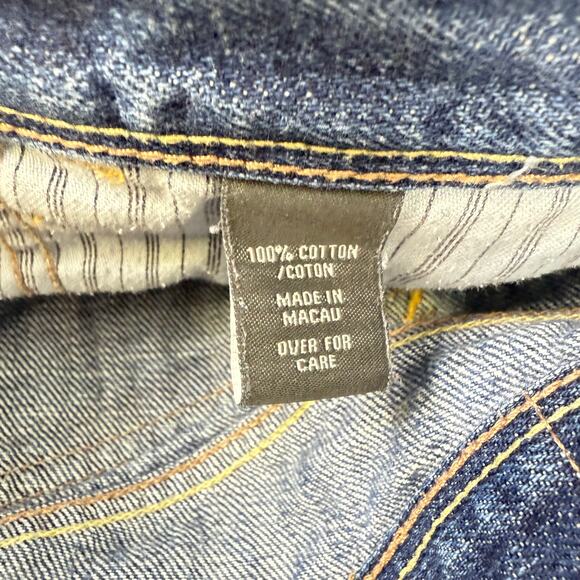 100% COTTON
/COTON
MADE IN
MACAU
OVER FOR
CARE